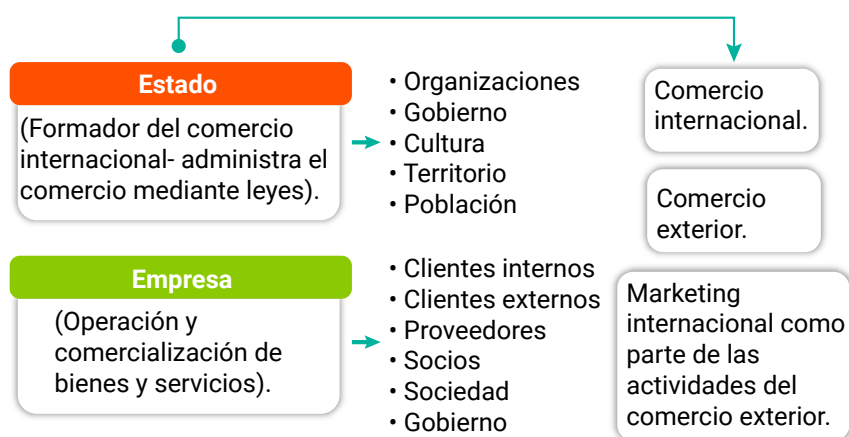 Estado
(Formador del comercio
internacional- administra el
comercio mediante leyes).
• Organizaciones
• Gobierno
• Cultura
• Territorio
• Población
Comercio
internacional.
Comercio
exterior.
Empresa
(Operación y
comercialización de
bienes y servicios).
• Clientes internos
• Clientes externos
• Proveedores
• Socios
• Sociedad
• Gobierno
Marketing
internacional como
parte de las
actividades del
comercio exterior.